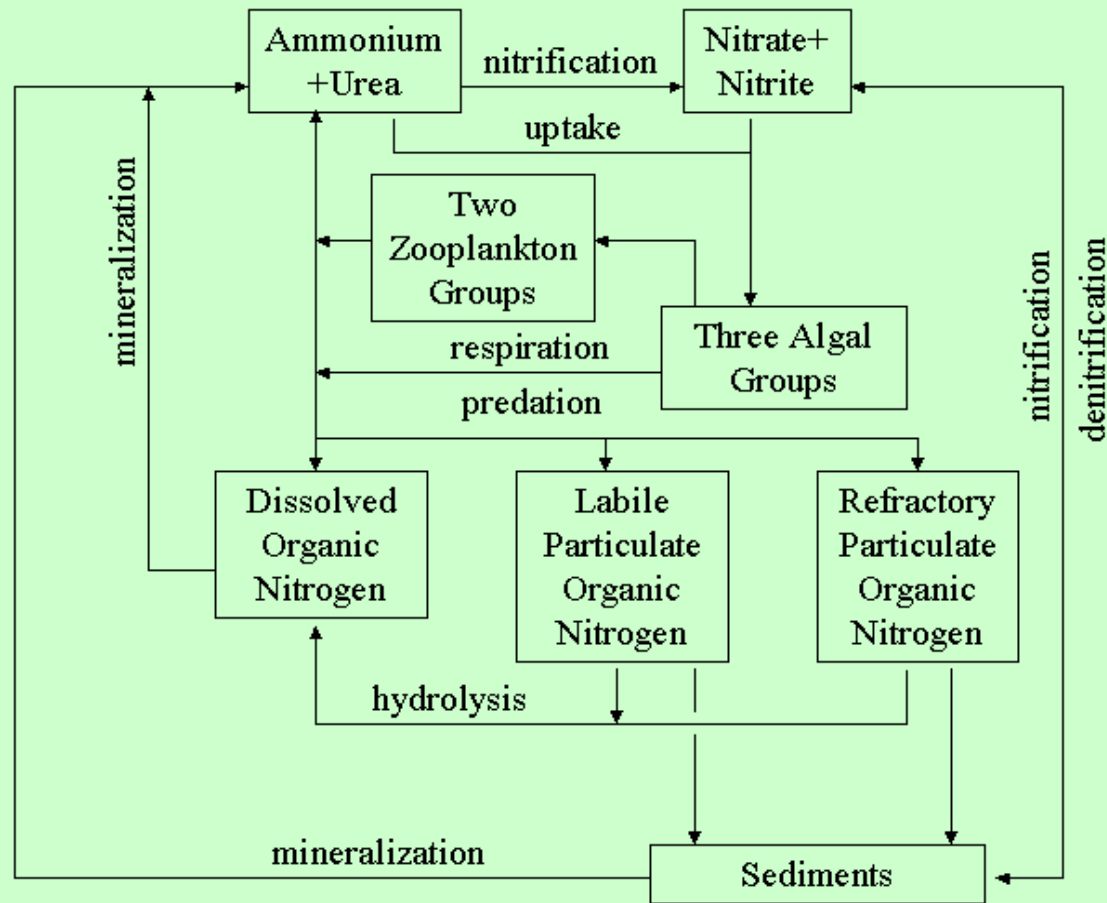 Ammonium
+Urea
nitrification
Nitrate+
Nitrite
uptake
mineralization
Two
Zooplankton
Groups
respiration
Three Algal
Groups
predation
nitrification
denitrification
Dissolved
Organic
Nitrogen
Labile
Particulate
Organic
Nitrogen
Refractory
Particulate
Organic
Nitrogen
hydrolysis
mineralization
Sediments